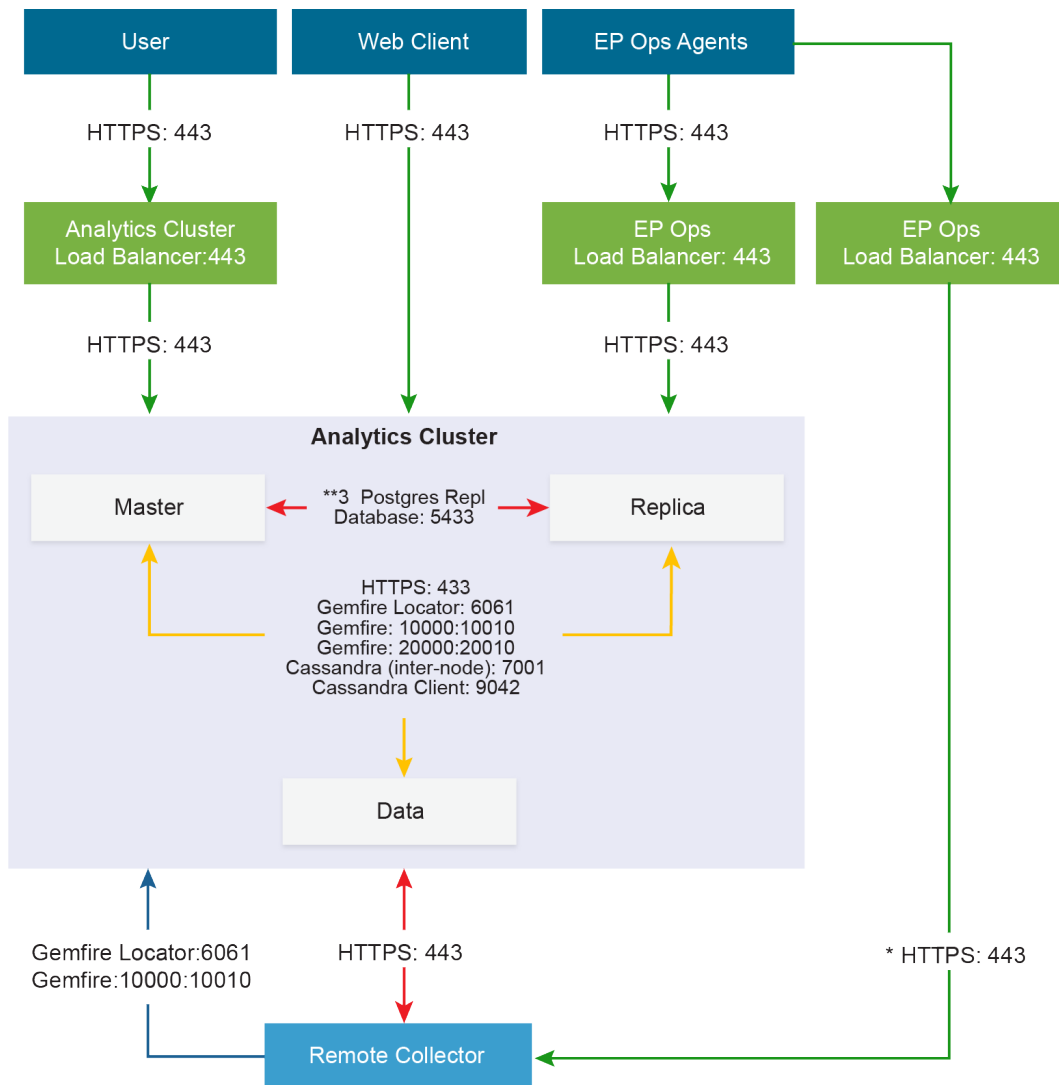 User
Web Client
EP Ops Agents
HTTPS: 443
HTTPS: 443
HTTPS: 443
Analytics Cluster
Load Balancer:443
EP Ops
Load Balancer: 443
EP Ops
Load Balancer: 443
HTTPS: 443
HTTPS: 443
Analytics Cluster
Master
**3 Postgres Repl
Database: 5433
Replica
HTTPS: 433
Gemfire Locator: 6061
Gemfire: 10000:10010
Gemfire: 20000:20010
Cassandra (inter-node): 7001
Cassandra Client: 9042
Data
Gemfire Locator:6061
Gemfire:10000:10010
HTTPS: 443
* HTTPS: 443
Remote Collector